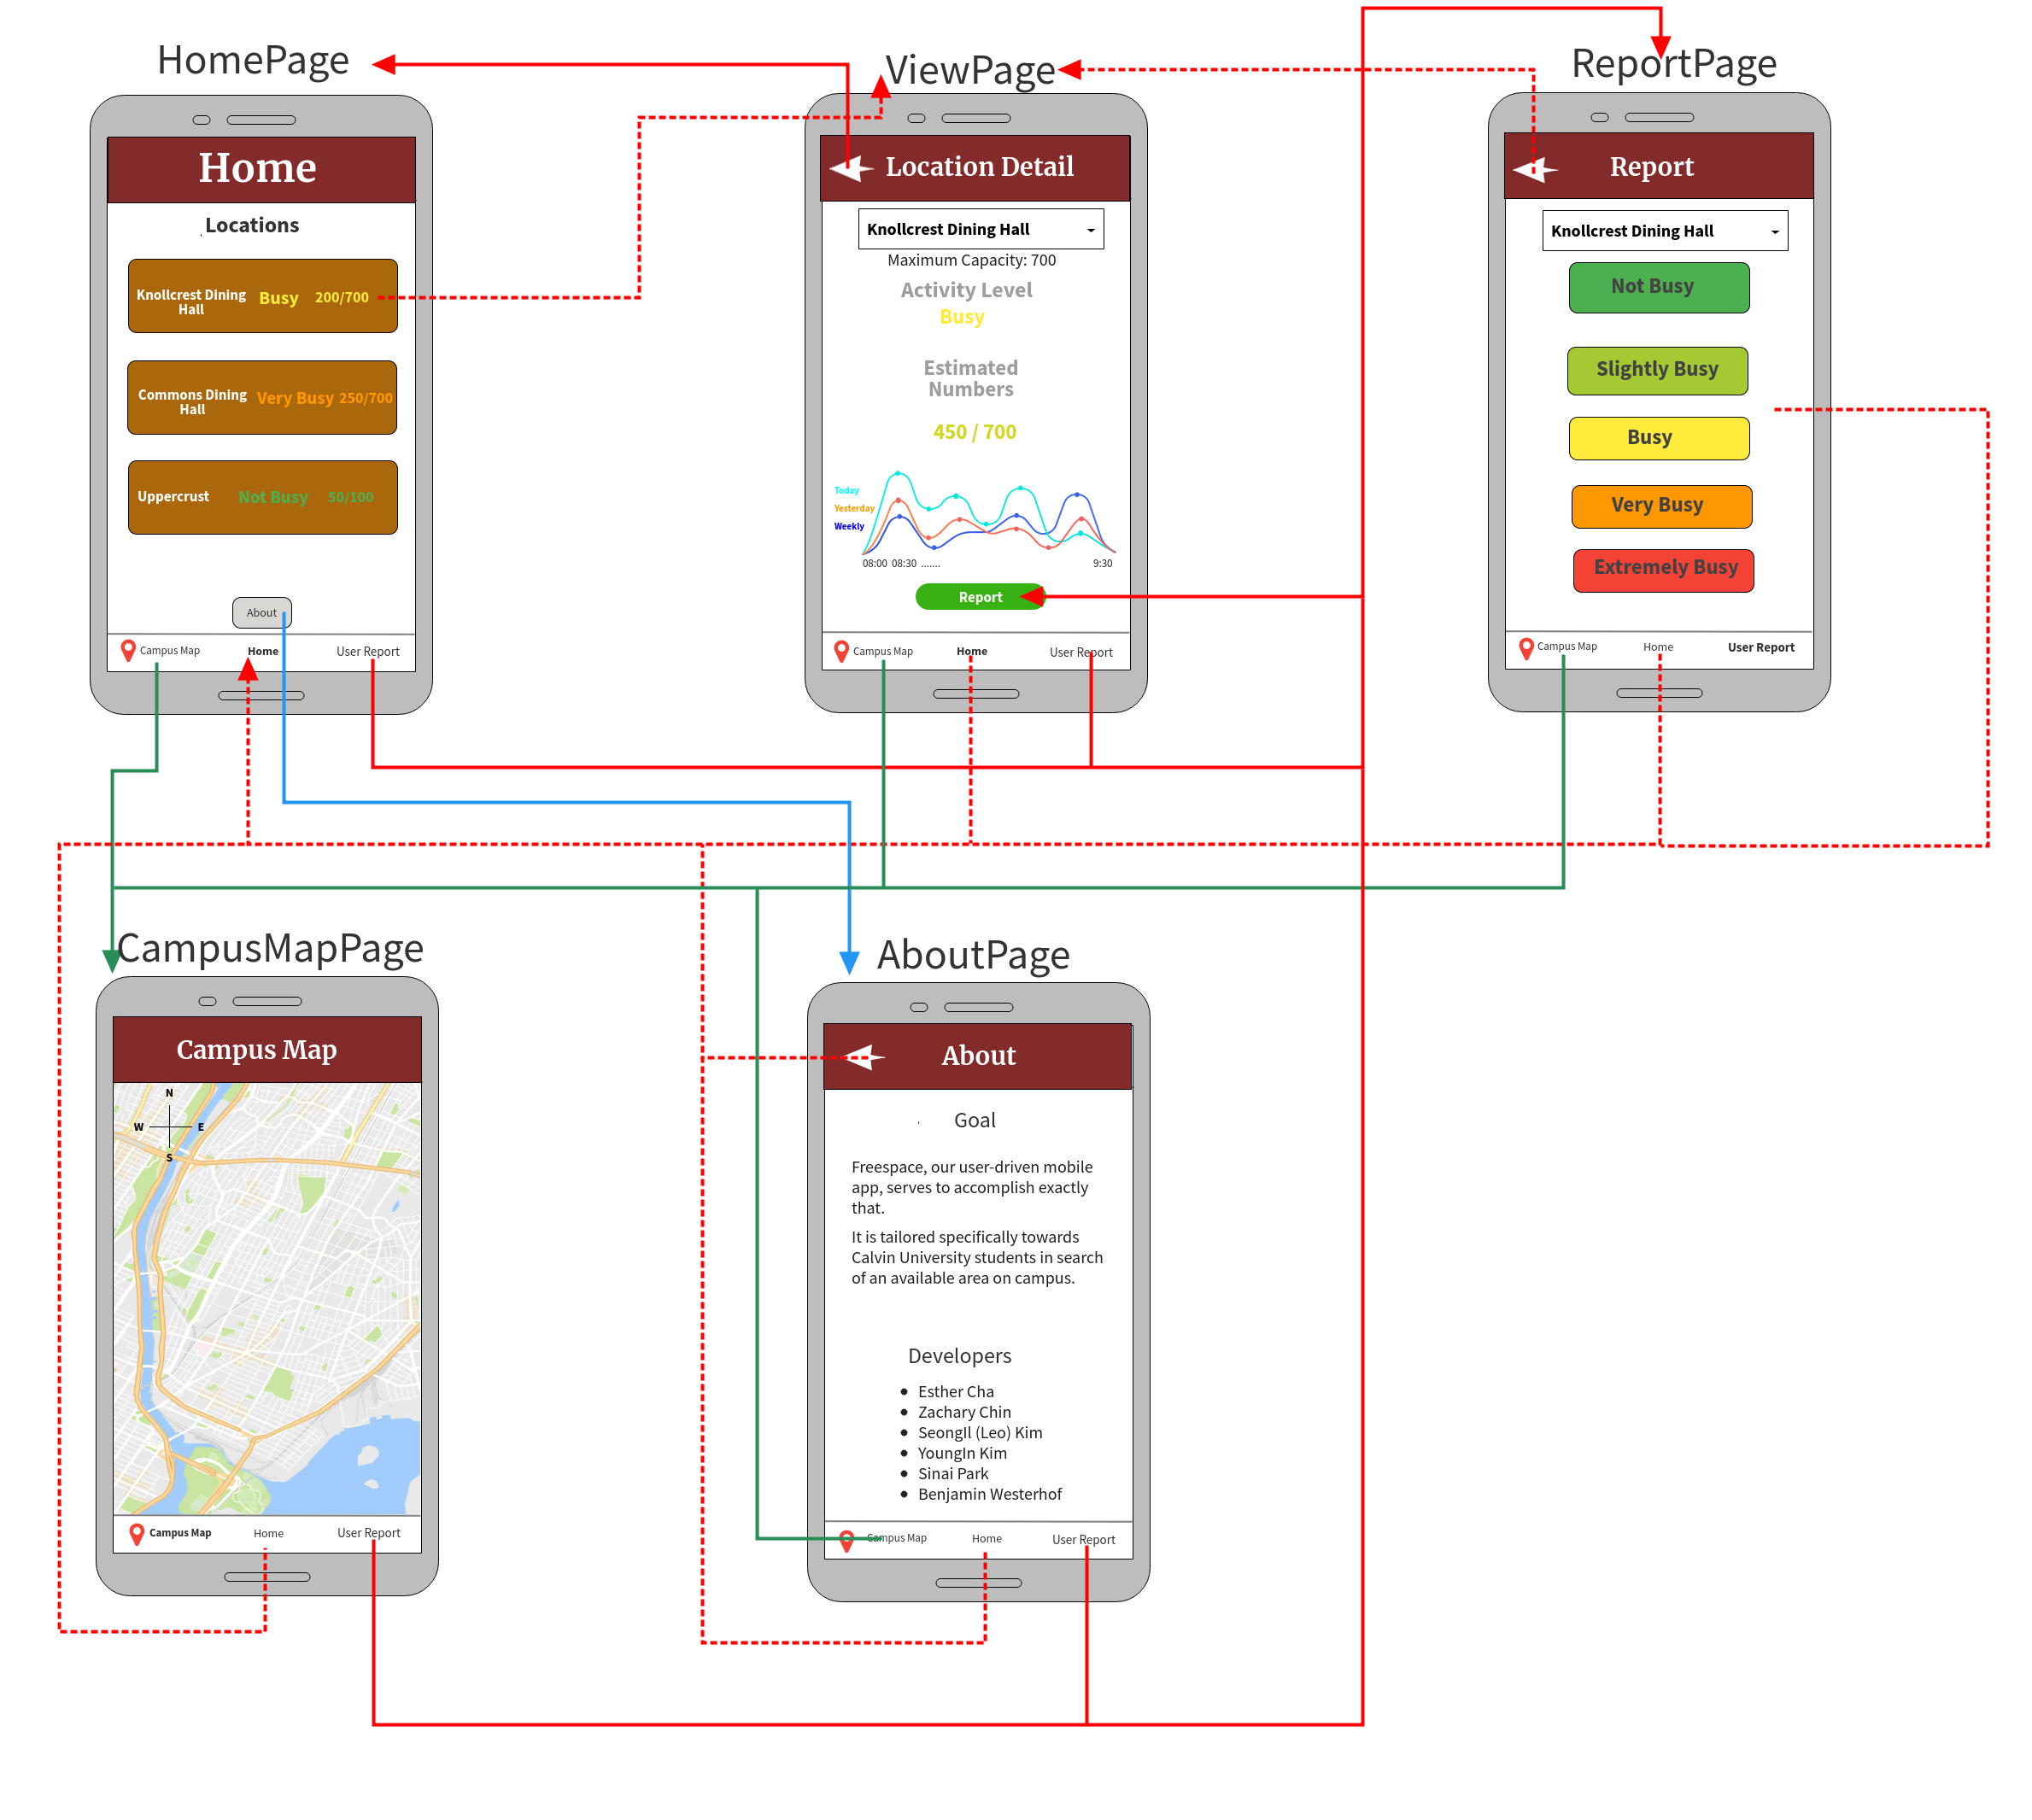 HomePage
Home
Locations
Knollcrest Dining
Hall
Busy
200/700
Commons Dining
Hall
Very Busy
250/700
Uppercrust
Not Busy
50/100
About
Campus Map
Home
User Report
ViewPage
Location Detail
Knollcrest Dining Hall
Maximum Capacity: 700
Activity Level
Busy
Estimated
Numbers
450 / 700
Today
Yesterday
Weekly
08:00 08:30 .......
9:30
Report
Campus Map
Home
User Report
ReportPage
Report
Knollcrest Dining Hall
Not Busy
Slightly Busy
Busy
Very Busy
Extremely Busy
Campus Map
Home
User Report
CampusMapPage
Campus Map
N
W
E
S
Campus Map
Home
User Report
AboutPage
About
Goal
Freespace, our user-driven mobile
app, serves to accomplish exactly
that.
It is tailored specifically towards
Calvin University students in search
of an available area on campus.
Developers
• Esther Cha
• Zachary Chin
• SeongIl (Leo) Kim
• YoungIn Kim
• Sinai Park
• Benjamin Westerhof
Campus Map
Home
User Report